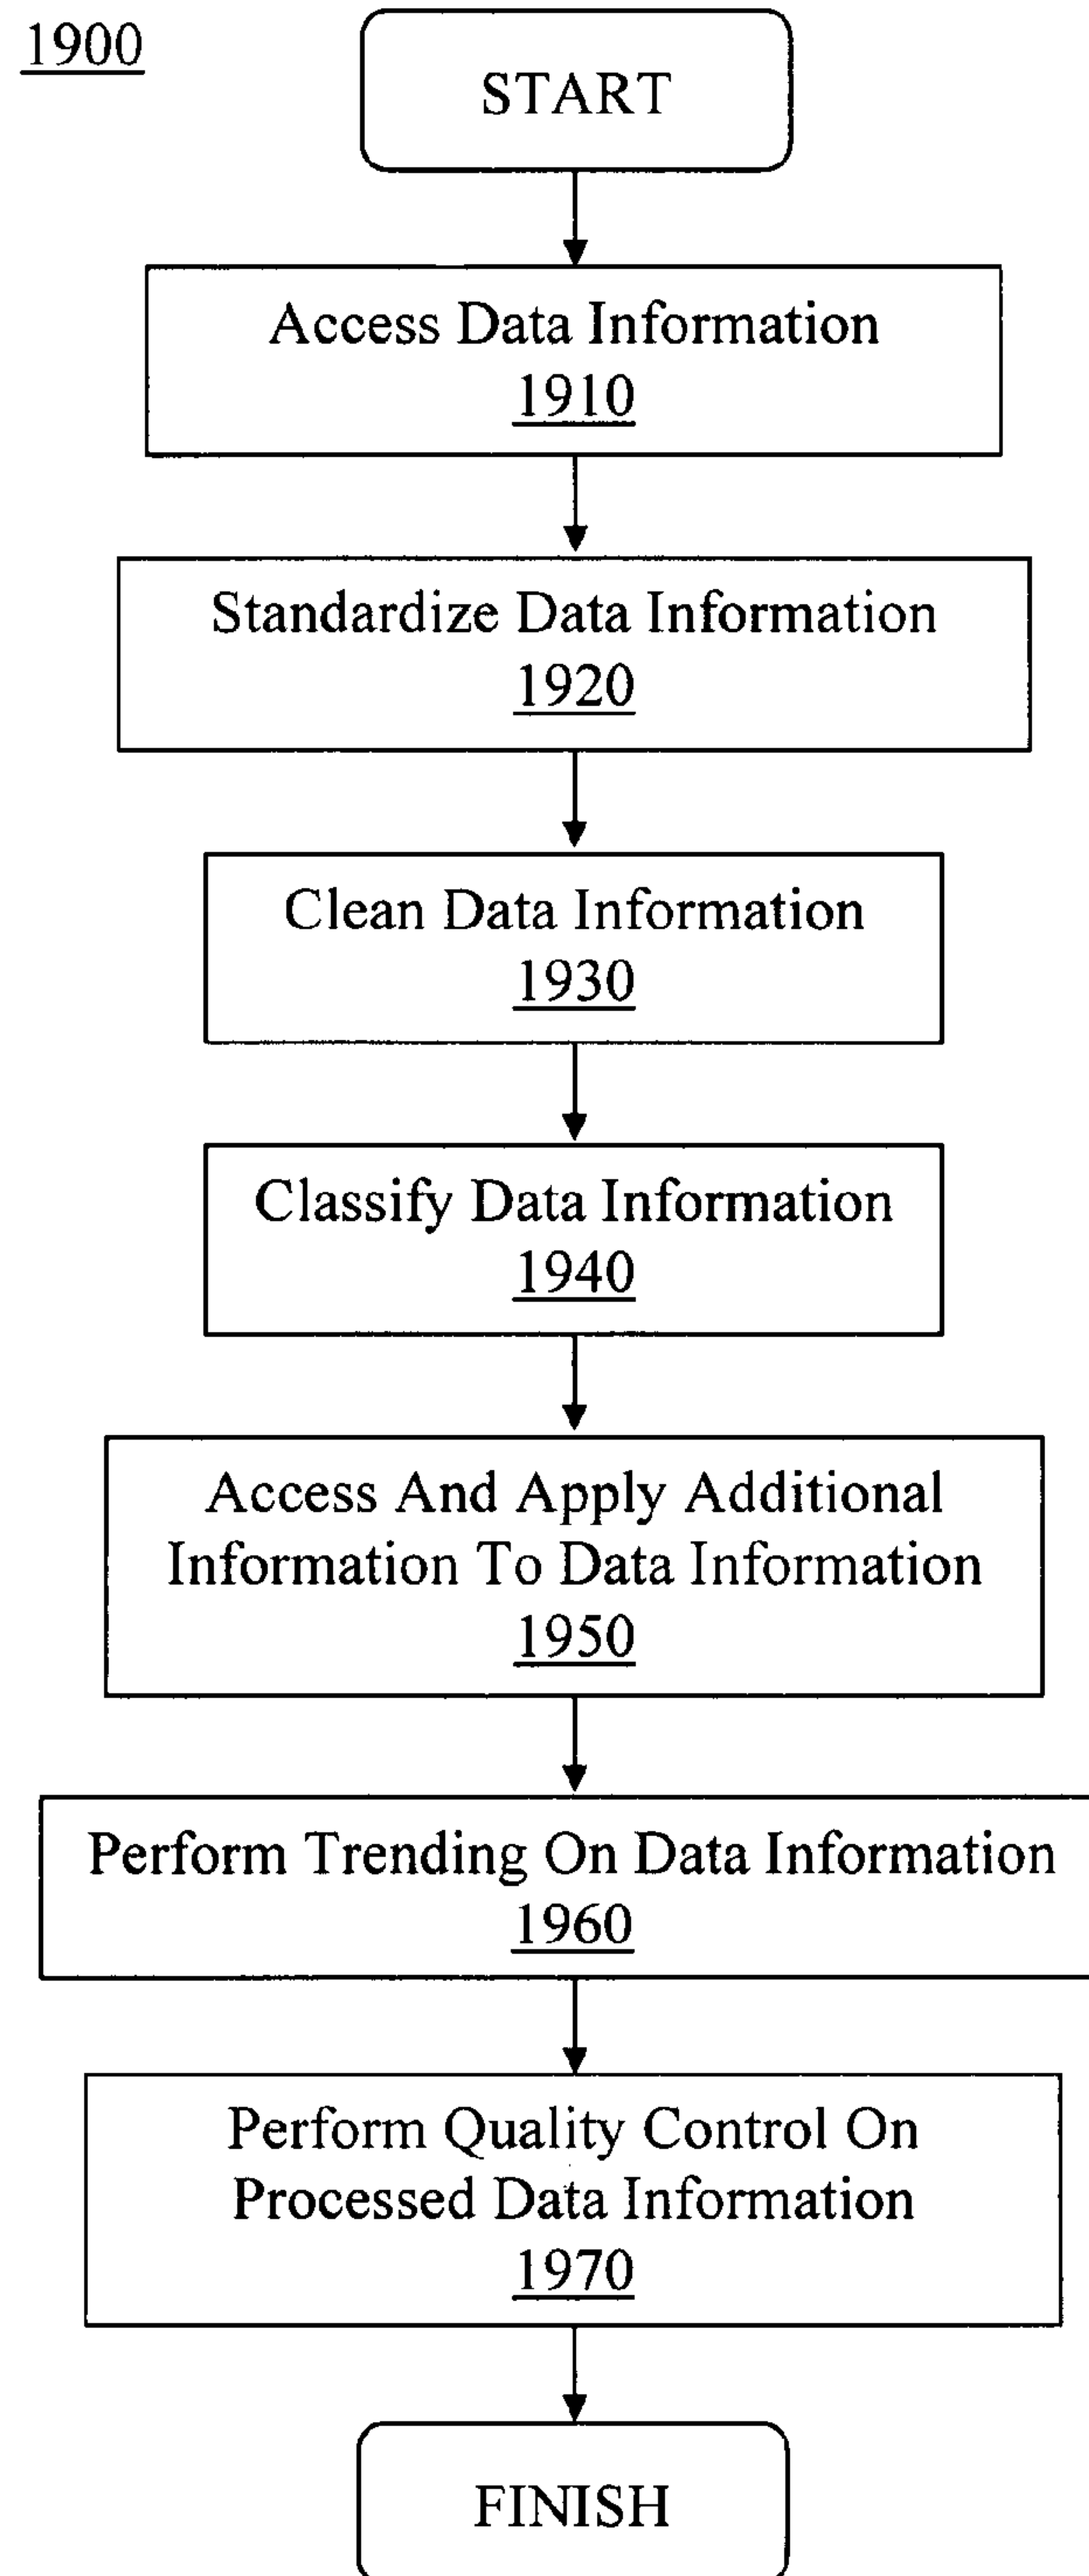 1900
START
Access Data Information
1910
Standardize Data Information
1920
Clean Data Information
1930
Classify Data Information
1940
Access And Apply Additional
Information To Data Information
1950
Perform Trending On Data Information
1960
Perform Quality Control On
Processed Data Information
1970
FINISH